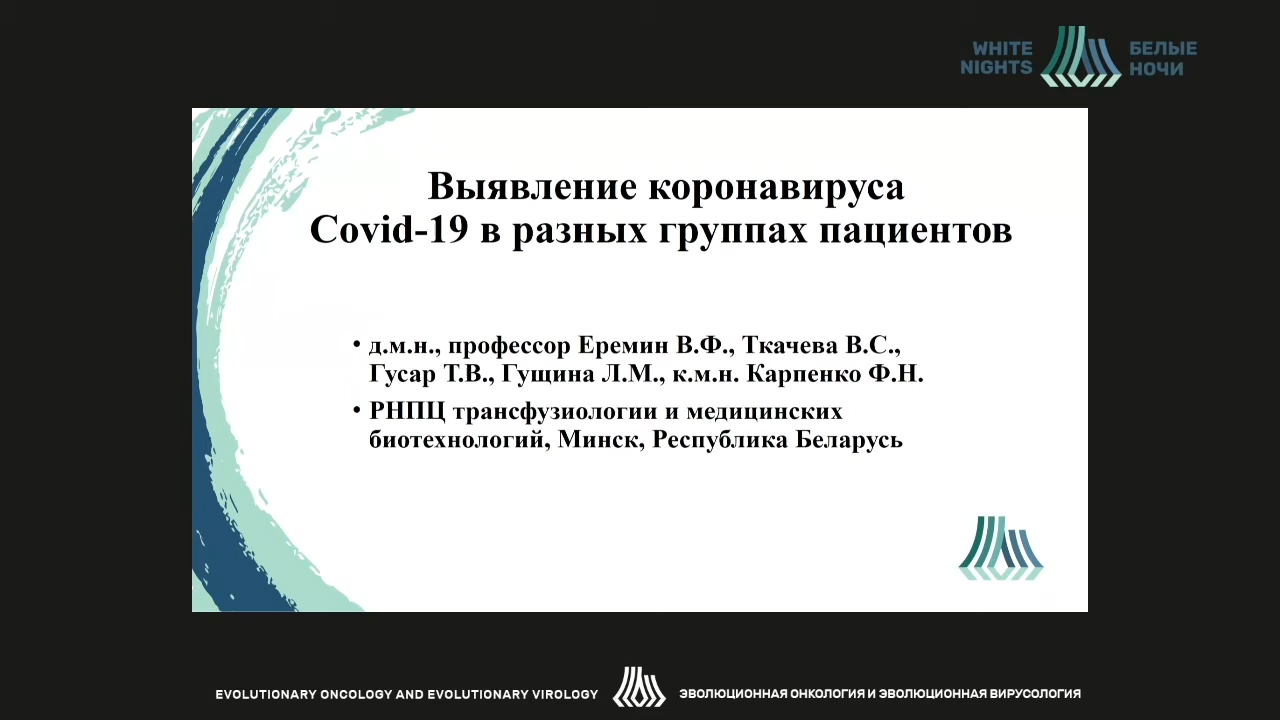 WHITE
NIGHTS
БЕЛЫЕ
НОЧИ
Выявление коронавируса
Covid-19 в разных группах пациентов
• д.м.н., профессор Еремин В.Ф., Ткачева В.С.,
Гусар Т.В., Гущина Л.М., к.м.н. Карпенко Ф.Н.
• РНПЦ трансфузиологии и медицинских
биотехнологий, Минск, Республика Беларусь
EVOLUTIONARY ONCOLOGY AND EVOLUTIONARY VIROLOGY
ЭВОЛЮЦИОННАЯ ОНКОЛОГИЯ И ЭВОЛЮЦИОННАЯ ВИРУСОЛОГИЯ